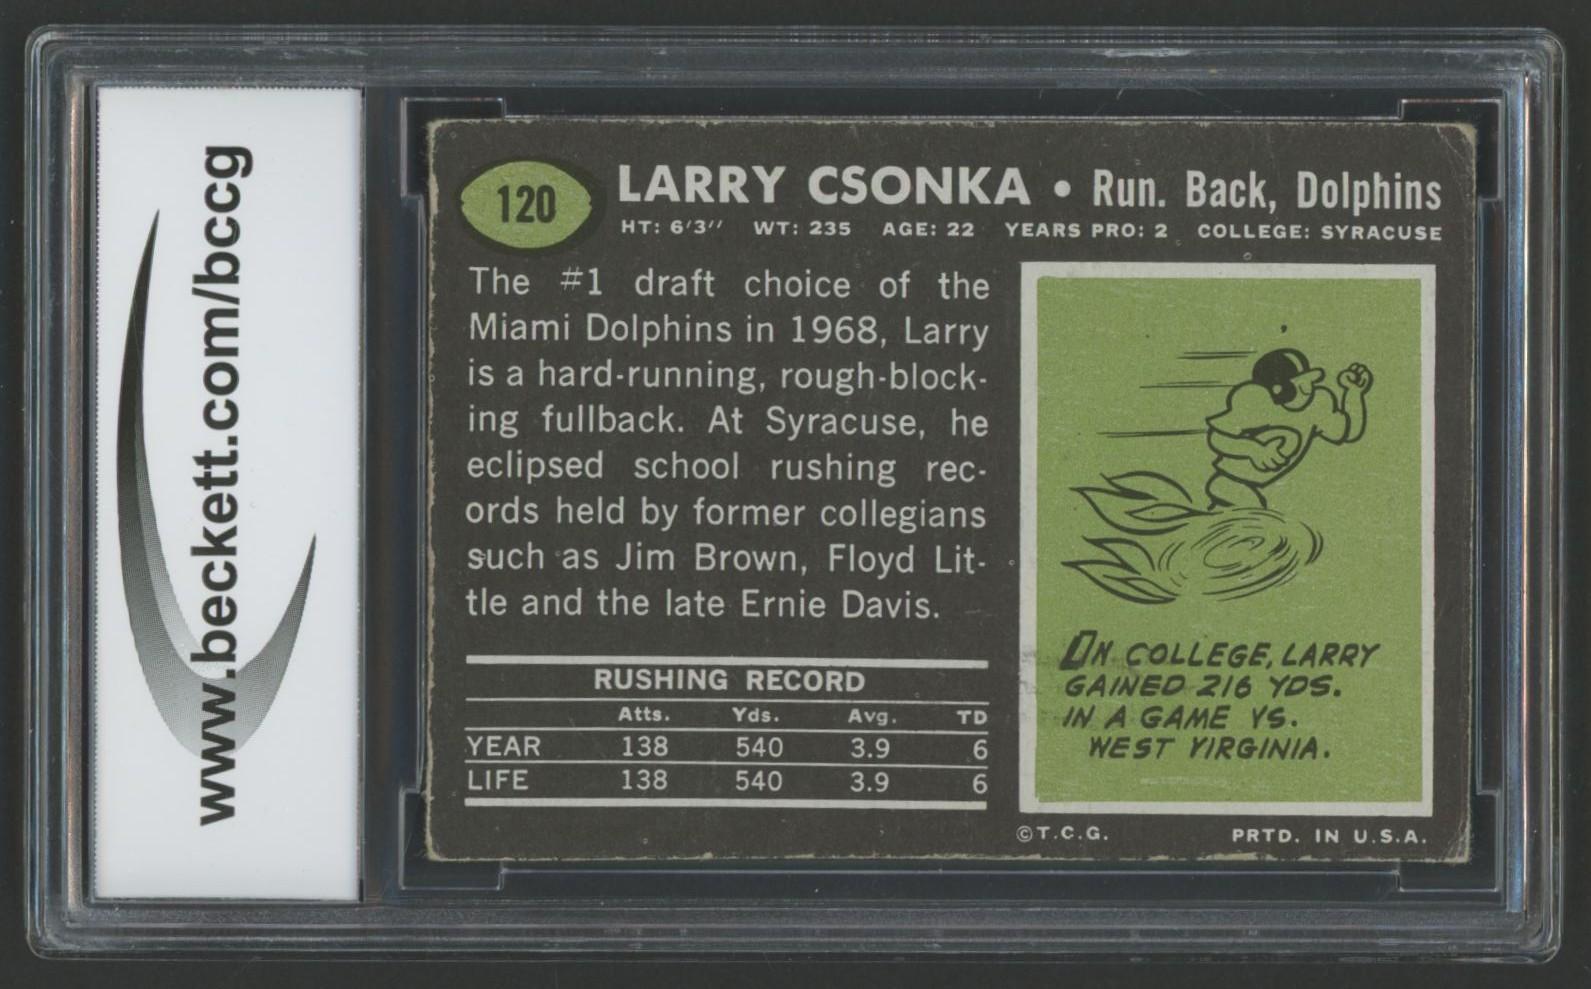 www.beckett.com/bccg
120
LARRY CSONKA • Run. Back, Dolphins
HT: 6'3" WT: 235 AGE: 22 YEARS PRO: 2 COLLEGE: SYRACUSE
The #1 draft choice of the
Miami Dolphins in 1968, Larry
is a hard-running, rough-block-
ing fullback. At Syracuse, he
eclipsed school rushing rec-
ords held by former collegians
such as Jim Brown, Floyd Lit-
tle and the late Ernie Davis.
RUSHING RECORD
Atts. Yds. Avg. TD
YEAR 138 540 3.9 6
LIFE 138 540 3.9 6
IN COLLEGE, LARRY
GAINED 216 YDS.
IN A GAME VS.
WEST VIRGINIA.
© T.C.G. PRTD. IN U.S.A.